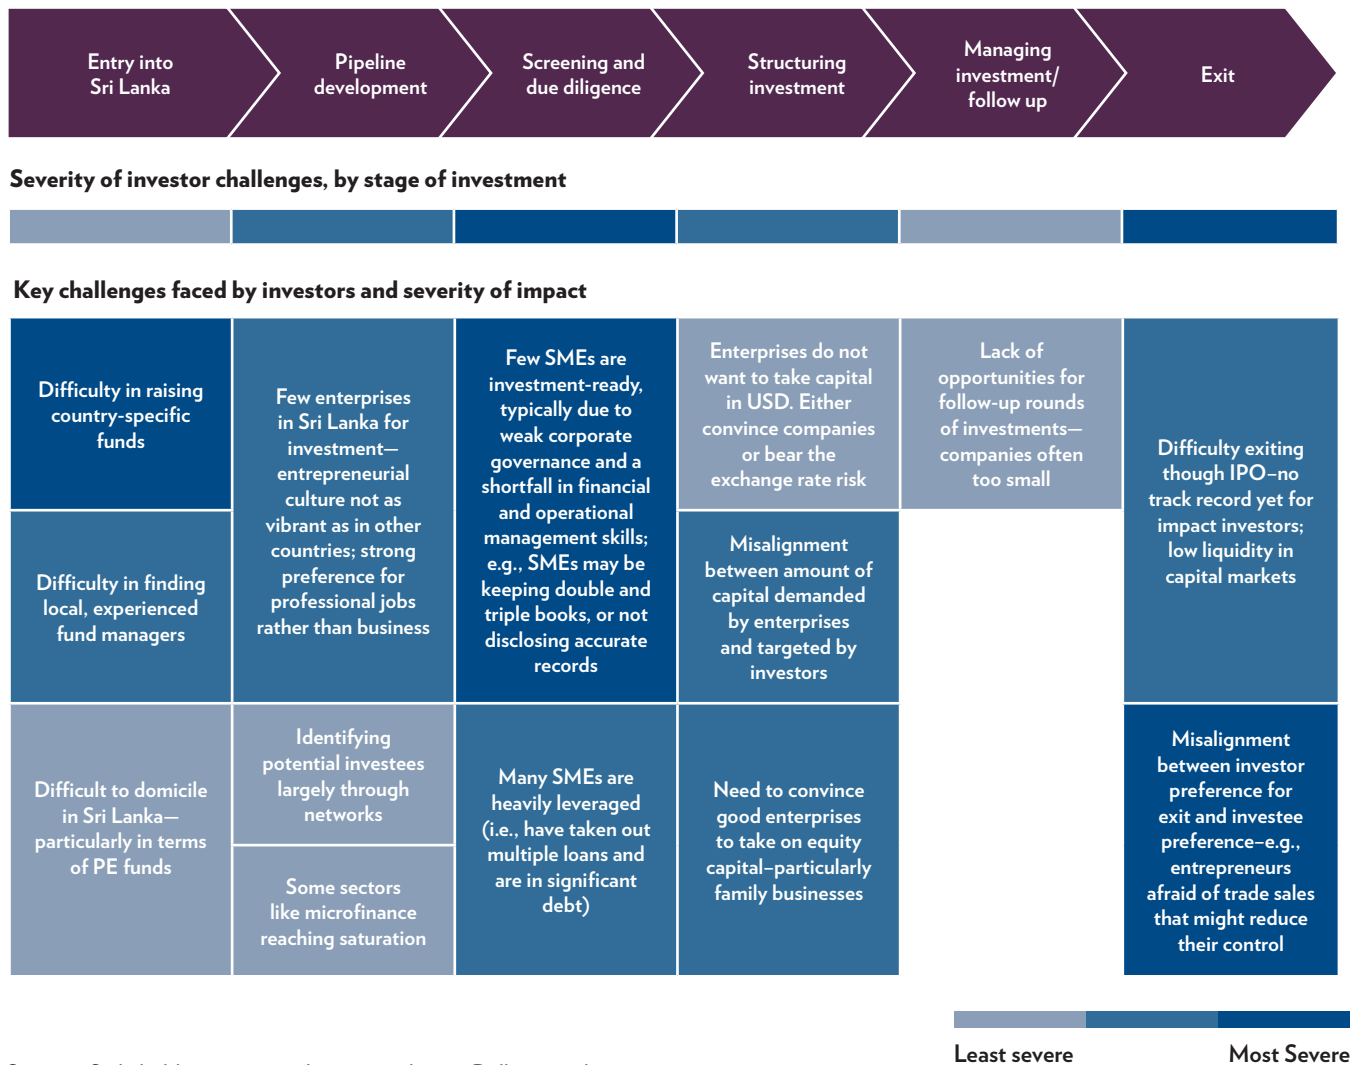 Entry into
Sri Lanka
Pipeline
development
Screening and
due diligence
Structuring
investment
Managing
investment/
follow up
Exit
Severity of investor challenges, by stage of investment
Key challenges faced by investors and severity of impact
Difficulty in raising
country-specific
funds
Difficulty in finding
local, experienced
fund managers
Difficult to domicile
in Sri Lanka—
particularly in terms
of PE funds
Few enterprises
in Sri Lanka for
investment—
entrepreneurial
culture not as
vibrant as in other
countries; strong
preference for
professional jobs
rather than business
Identifying
potential investees
largely through
networks
Some sectors
like microfinance
reaching saturation
Few SMEs are
investment-ready,
typically due to
weak corporate
governance and a
shortfall in financial
and operational
management skills;
e.g., SMEs may be
keeping double and
triple books, or not
disclosing accurate
records
Many SMEs are
heavily leveraged
(i.e., have taken out
multiple loans and
are in significant
debt)
Enterprises do not
want to take capital
in USD. Either
convince companies
or bear the
exchange rate risk
Misalignment
between amount of
capital demanded
by enterprises
and targeted by
investors
Need to convince
good enterprises
to take on equity
capital–particularly
family businesses
Lack of
opportunities for
follow-up rounds
of investments—
companies often
too small
Difficulty exiting
though IPO–no
track record yet for
impact investors;
low liquidity in
capital markets
Misalignment
between investor
preference for
exit and investee
preference–e.g.,
entrepreneurs
afraid of trade sales
that might reduce
their control
Least severe
Most Severe